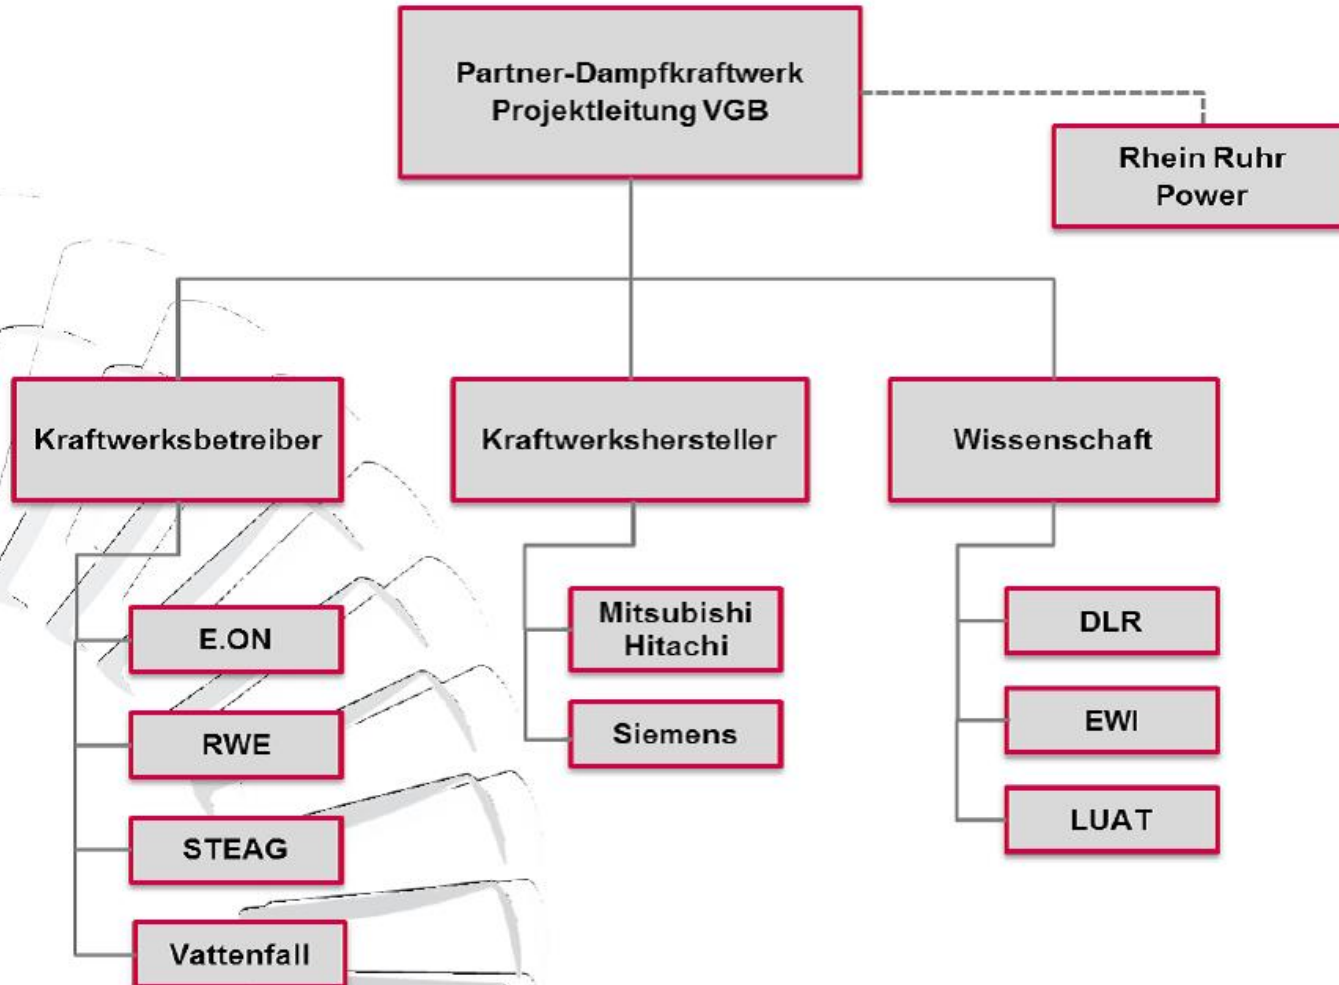 Partner-Dampfkraftwerk
Projektleitung VGB
Rhein Ruhr
Power
Kraftwerksbetreiber
Kraftwerkshersteller
Wissenschaft
E.ON
RWE
STEAG
Vattenfall
Mitsubishi
Hitachi
Siemens
DLR
EWI
LUAT